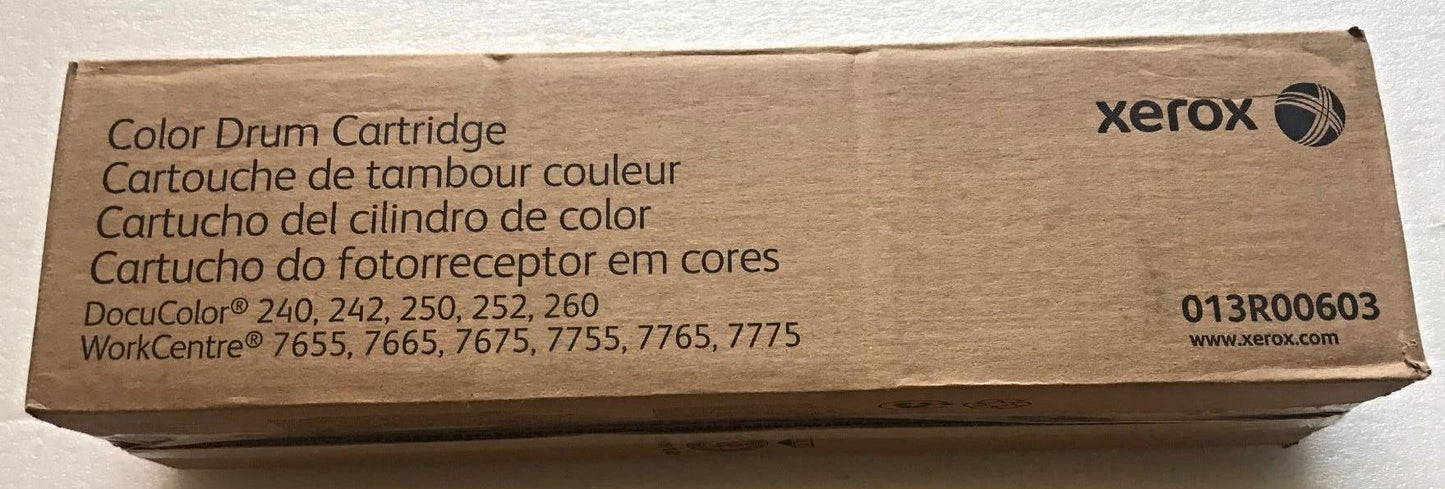 Color Drum Cartridge
Cartouche de tambour couleur
Cartucho del cilindro de color
Cartucho do fotorreceptor em cores
DocuColor® 240, 242, 250, 252, 260
WorkCentre® 7655, 7665, 7675, 7755, 7765, 7775
xerox
013R00603
www.xerox.com